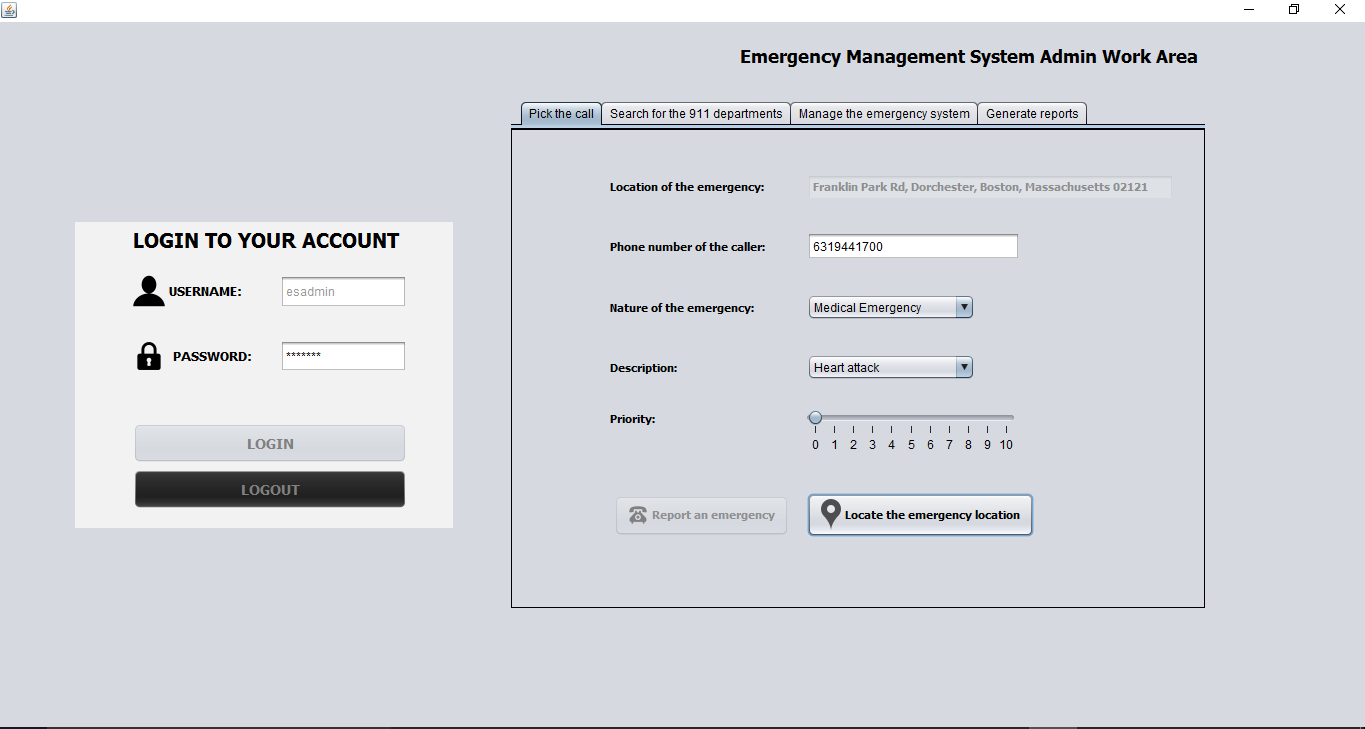 Emergency Management System Admin Work Area
Pick the call Search for the 911 departments Manage the emergency system Generate reports
LOGIN TO YOUR ACCOUNT
USERNAME: esadmin
PASSWORD: *******
LOGIN
LOGOUT
Location of the emergency: Franklin Park Rd, Dorchester, Boston, Massachusetts 02121
Phone number of the caller: 6319441700
Nature of the emergency: Medical Emergency
Description: Heart attack
Priority:
0 1 2 3 4 5 6 7 8 9 10
Report an emergency Locate the emergency location